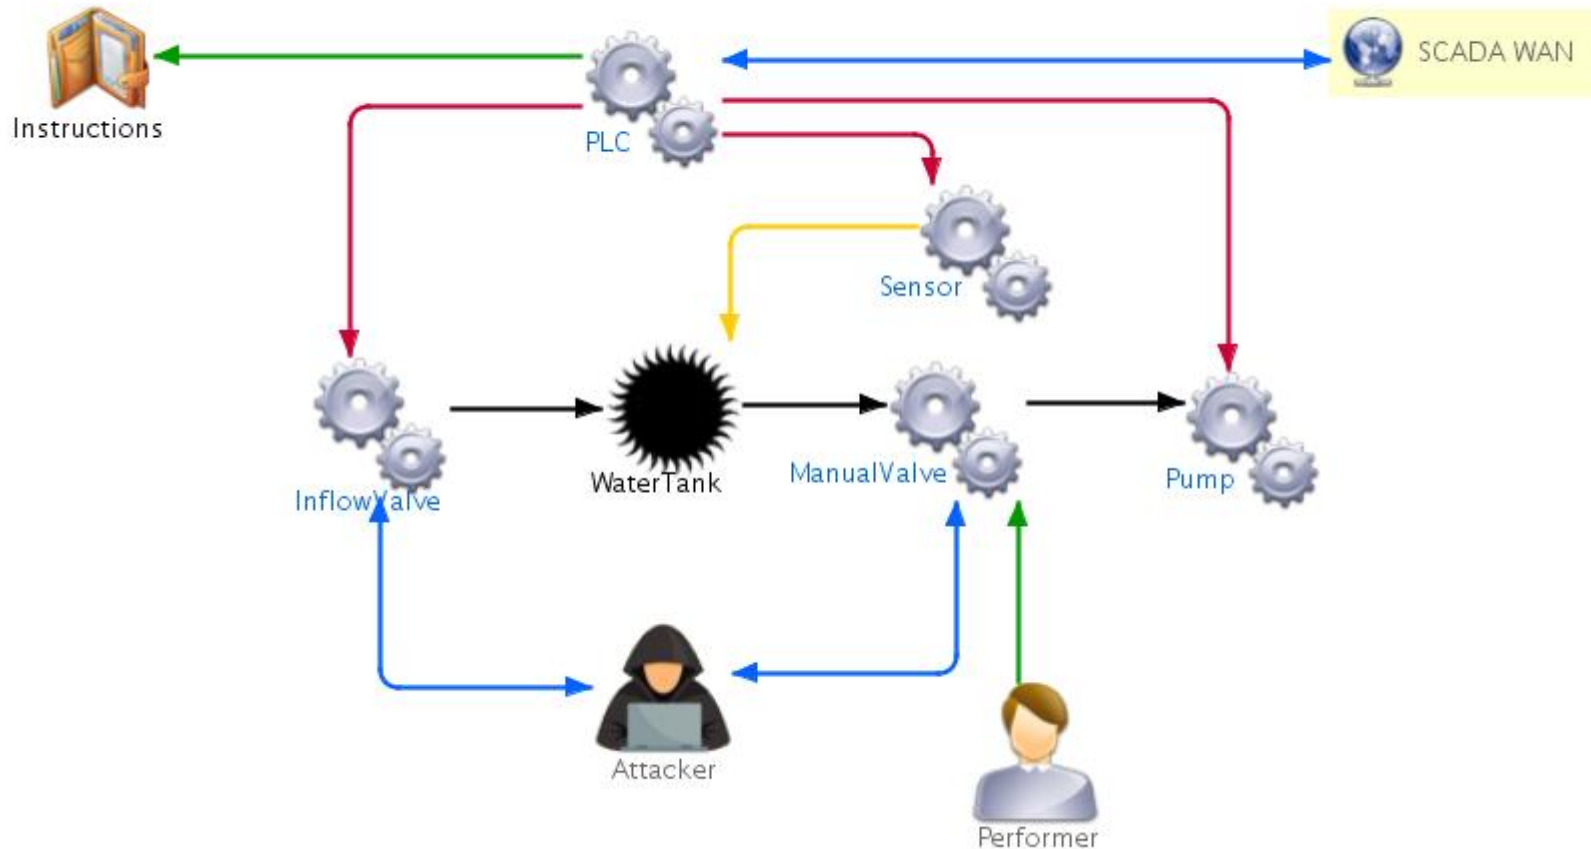 SCADA WAN
Instructions
PLC
Sensor
InflowValve
WaterTank
ManualValve
Pump
Attacker
Performer